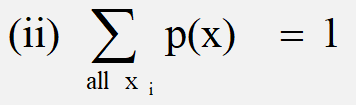 (ii) ∑ p(x) = 1
all x i